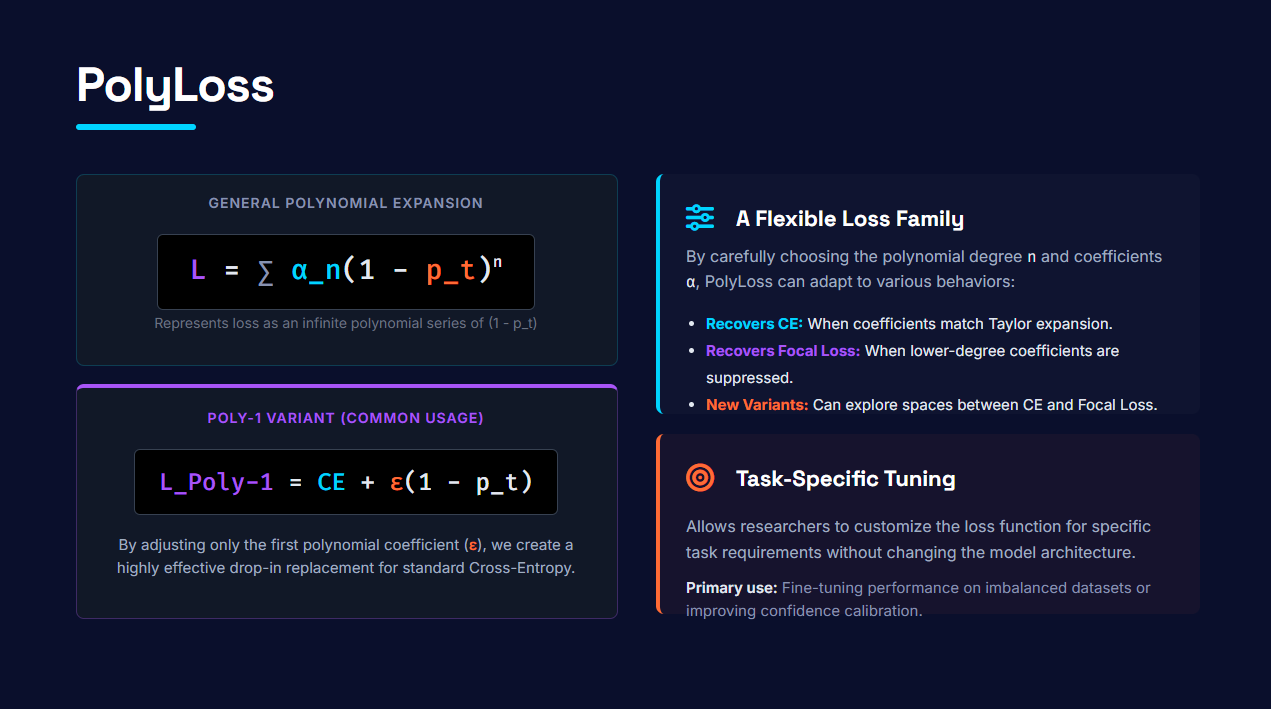 PolyLoss
GENERAL POLYNOMIAL EXPANSION
L = ∑ α_n(1 - p_t)ⁿ
Represents loss as an infinite polynomial series of (1 - p_t)
POLY-1 VARIANT (COMMON USAGE)
L_Poly-1 = CE + ε(1 - p_t)
By adjusting only the first polynomial coefficient (ε), we create a
highly effective drop-in replacement for standard Cross-Entropy.
A Flexible Loss Family
By carefully choosing the polynomial degree n and coefficients
α, PolyLoss can adapt to various behaviors:
• Recovers CE: When coefficients match Taylor expansion.
• Recovers Focal Loss: When lower-degree coefficients are
suppressed.
• New Variants: Can explore spaces between CE and Focal Loss.
Task-Specific Tuning
Allows researchers to customize the loss function for specific
task requirements without changing the model architecture.
Primary use: Fine-tuning performance on imbalanced datasets or
improving confidence calibration.